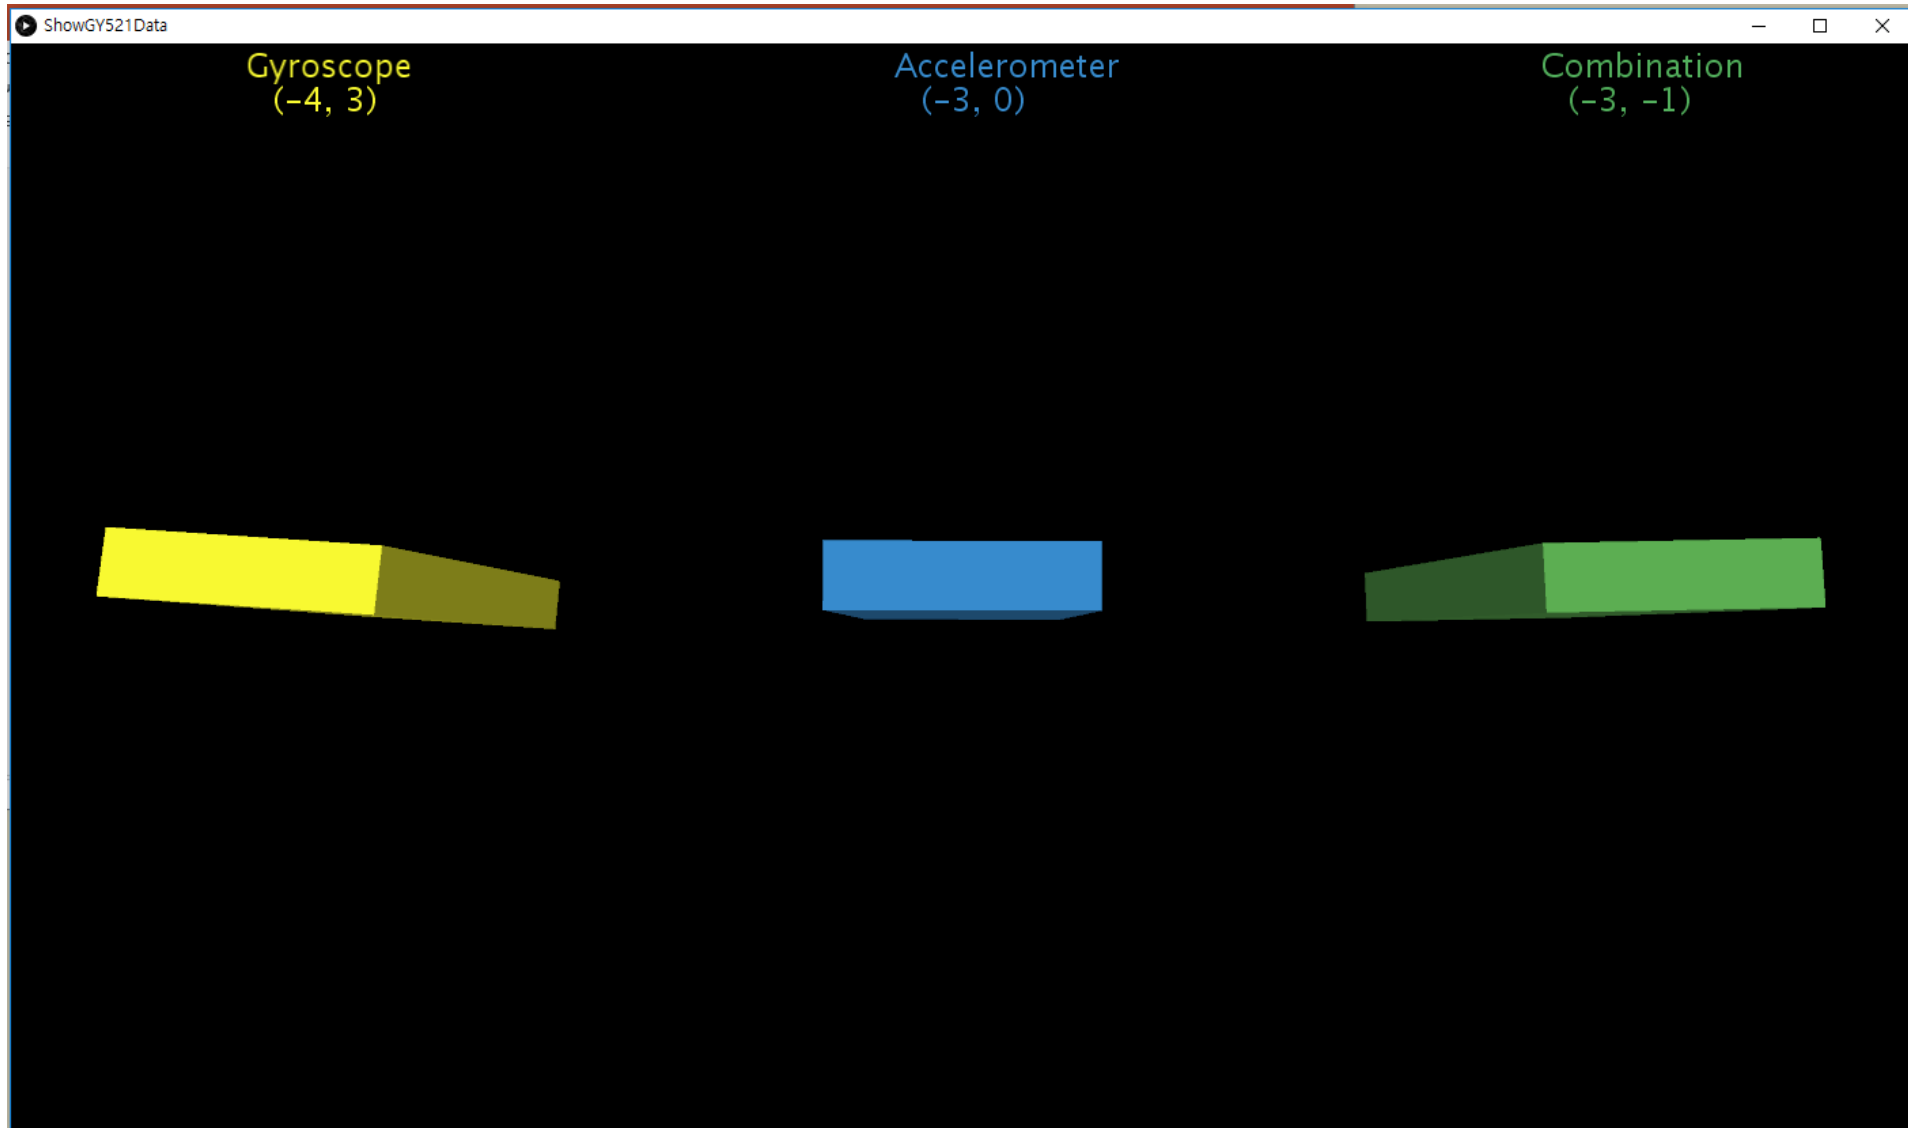 ShowGY521Data
Gyroscope
(-4, 3)
Accelerometer
(-3, 0)
Combination
(-3, -1)